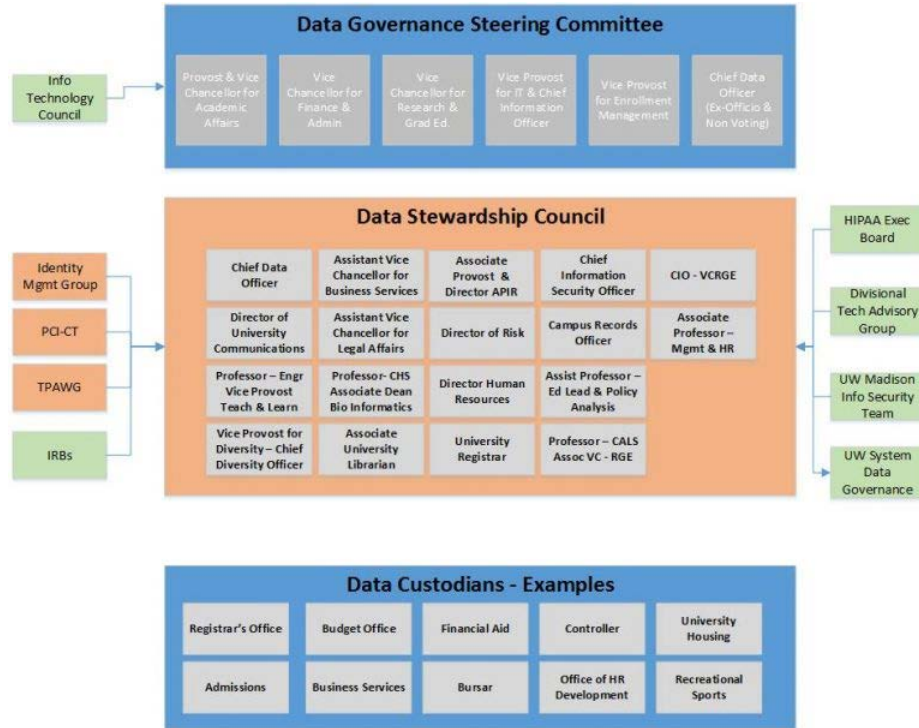 Data Governance Steering Committee
Info
Technology
Council
Provost & Vice
Chancellor for
Academic
Affairs
Vice
Chancellor for
Finance &
Admin
Vice
Chancellor for
Research &
Grad Ed.
Vice Provost
for IT & Chief
Information
Officer
Vice Provost
for Enrollment
Management
Chief Data
Officer
(Ex-Officio &
Non Voting)
Data Stewardship Council
Identity
Mgmt Group
PCI-CT
TPAWG
IRBs
Chief Data
Officer
Assistant Vice
Chancellor for
Business Services
Associate
Provost &
Director APIR
Chief
Information
Security Officer
CIO - VCRGE
Director of
University
Communications
Assistant Vice
Chancellor for
Legal Affairs
Director of Risk
Campus Records
Officer
Associate
Professor –
Mgmt & HR
Professor – Engr
Vice Provost
Teach & Learn
Professor- CHS
Associate Dean
Bio Informatics
Director Human
Resources
Assist Professor –
Ed Lead & Policy
Analysis
Vice Provost for
Diversity – Chief
Diversity Officer
Associate
University
Librarian
University
Registrar
Professor – CALS
Assoc VC - RGE
HIPAA Exec
Board
Divisional
Tech Advisory
Group
UW Madison
Info Security
Team
UW System
Data
Governance
Data Custodians - Examples
Registrar’s Office
Budget Office
Financial Aid
Controller
University
Housing
Admissions
Business Services
Bursar
Office of HR
Development
Recreational
Sports